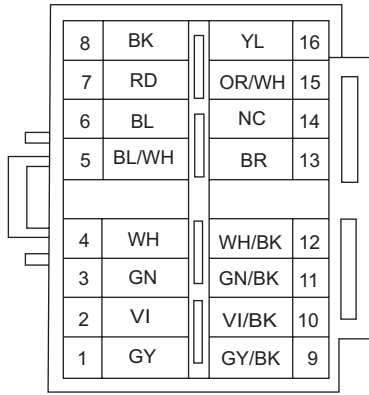 8 BK YL 16
7 RD OR/WH 15
6 BL NC 14
5 BL/WH BR 13
4 WH WH/BK 12
3 GN GN/BK 11
2 VI VI/BK 10
1 GY GY/BK 9